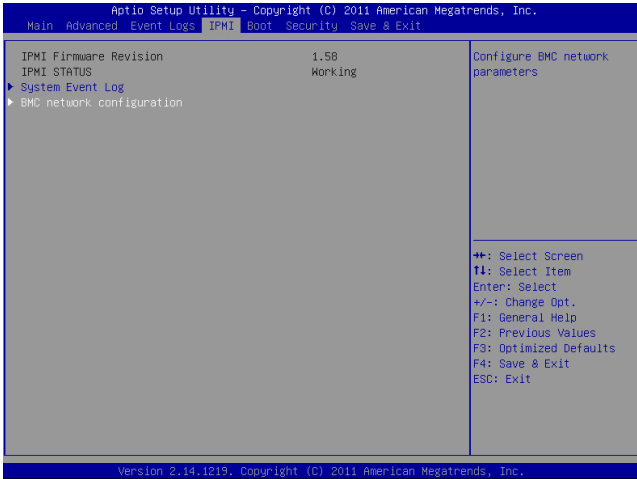 Aptio Setup Utility – Copyright (C) 2011 American Megatrends, Inc.
Main Advanced Event Logs IPMI Boot Security Save & Exit
IPMI Firmware Revision 1.58
IPMI STATUS Working
System Event Log
BMC network configuration
Configure BMC network
parameters
→←: Select Screen
↑↓: Select Item
Enter: Select
+/-: Change Opt.
F1: General Help
F2: Previous Values
F3: Optimized Defaults
F4: Save & Exit
ESC: Exit
Version 2.14.1219. Copyright (C) 2011 American Megatrends, Inc.